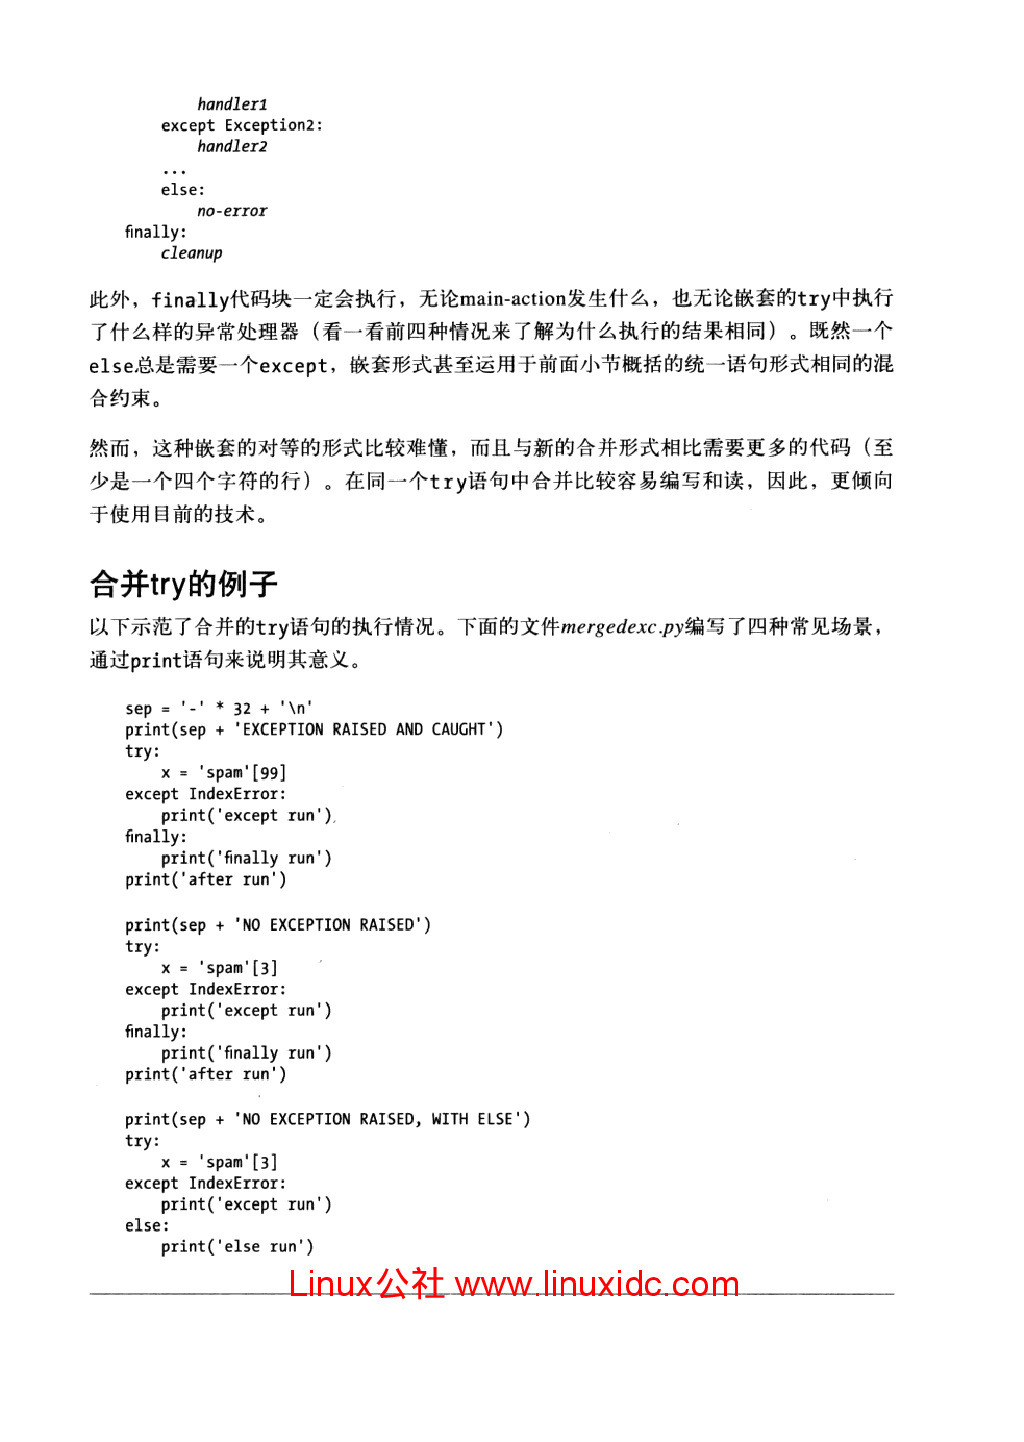 handler1
except Exception2:
handler2
...
else:
no-error
finally:
cleanup
此外，finally代码块一定会执行，无论main-action发生什么，也无论嵌套的try中执行
了什么样的异常处理器（看一看前四种情况来了解为什么执行的结果相同）。既然一个
else总是需要一个except，嵌套形式甚至运用于前面小节概括的统一语句形式相同的混
合约束。
然而，这种嵌套的对等的形式比较难懂，而且与新的合并形式相比需要更多的代码（至
少是一个四个字符的行）。在同一个try语句中合并比较容易编写和读，因此，更倾向
于使用目前的技术。
合并try的例子
以下示范了合并的try语句的执行情况。下面的文件mergedexc.py编写了四种常见场景，
通过print语句来说明其意义。
sep = '-' * 32 + '\n'
print(sep + 'EXCEPTION RAISED AND CAUGHT')
try:
x = 'spam'[99]
except IndexError:
print('except run')
finally:
print('finally run')
print('after run')
print(sep + 'NO EXCEPTION RAISED')
try:
x = 'spam'[3]
except IndexError:
print('except run')
finally:
print('finally run')
print('after run')
print(sep + 'NO EXCEPTION RAISED, WITH ELSE')
try:
x = 'spam'[3]
except IndexError:
print('except run')
else:
print('else run')
Linux公社 www.linuxidc.com